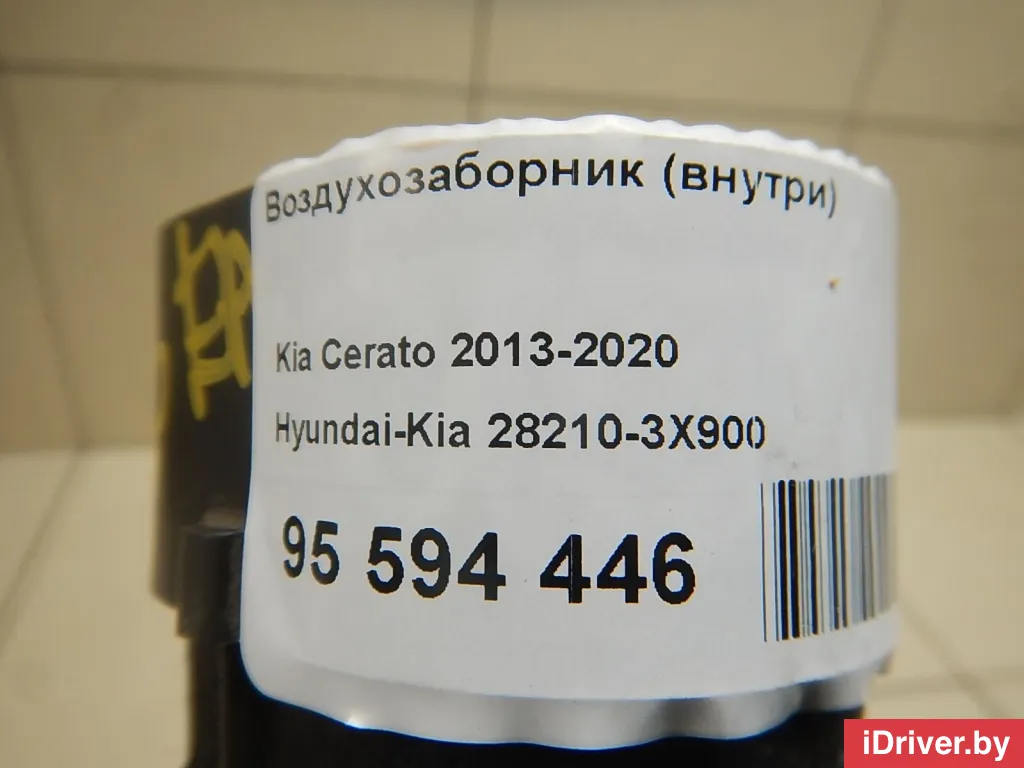 Воздухозаборник (внутри)
Kia Cerato 2013-2020
Hyundai-Kia 28210-3X900
95 594 446
iDriver.by